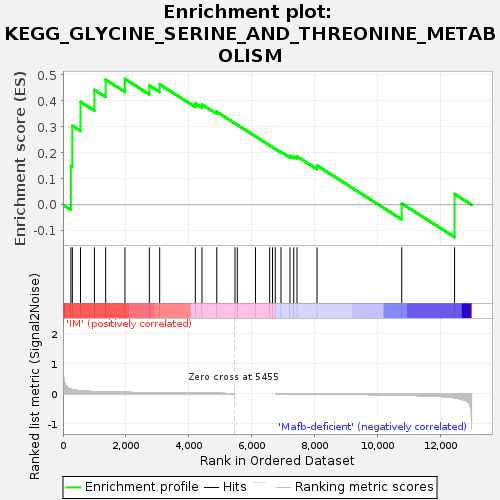 Enrichment plot:
KEGG_GLYCINE_SERINE_AND_THREONINE_METAB
OLISM
Enrichment score (ES)
0.5
0.4
0.3
0.2
0.1
0.0
-0.1
'IM' (positively correlated)
Ranked list metric (Signal2Noise)
2
1
0
-1
Zero cross at 5455
'Mafb-deficient' (negatively correlated)
0
2,000
4,000
6,000
8,000
10,000
12,000
Rank in Ordered Dataset
Enrichment profile
Hits
Ranking metric scores